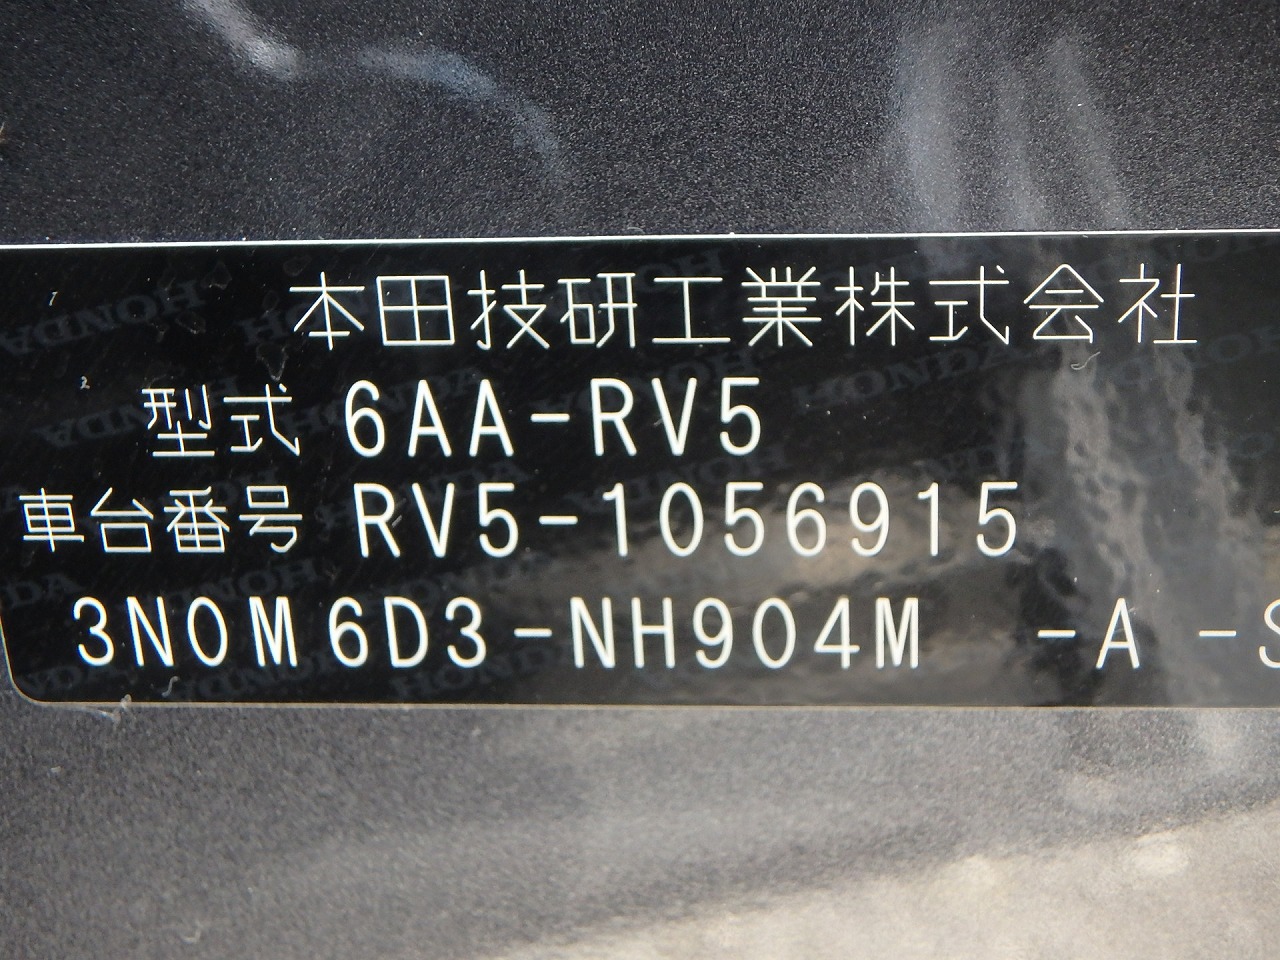 本田技研工業株式会社
型式 6AA-RV5
車台番号 RV5-1056915
3N0M6D3-NH904M -A -S